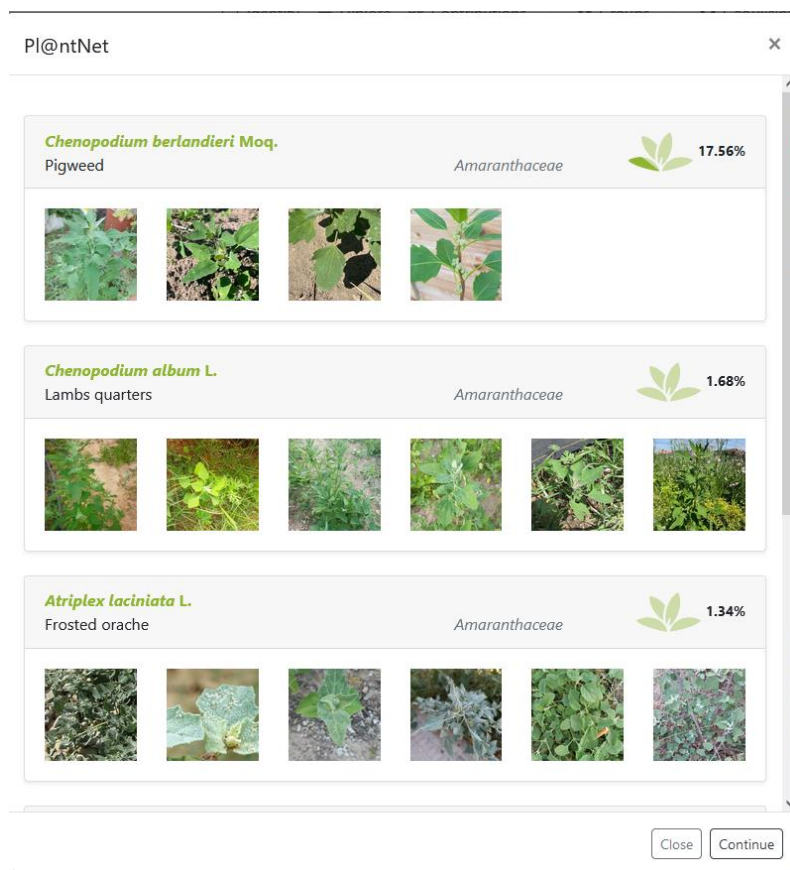 Pl@ntNet
×
Chenopodium berlandieri Moq.
Pigweed
Amaranthaceae
17.56%
Chenopodium album L.
Lambs quarters
Amaranthaceae
1.68%
Atriplex laciniata L.
Frosted orache
Amaranthaceae
1.34%
Close
Continue